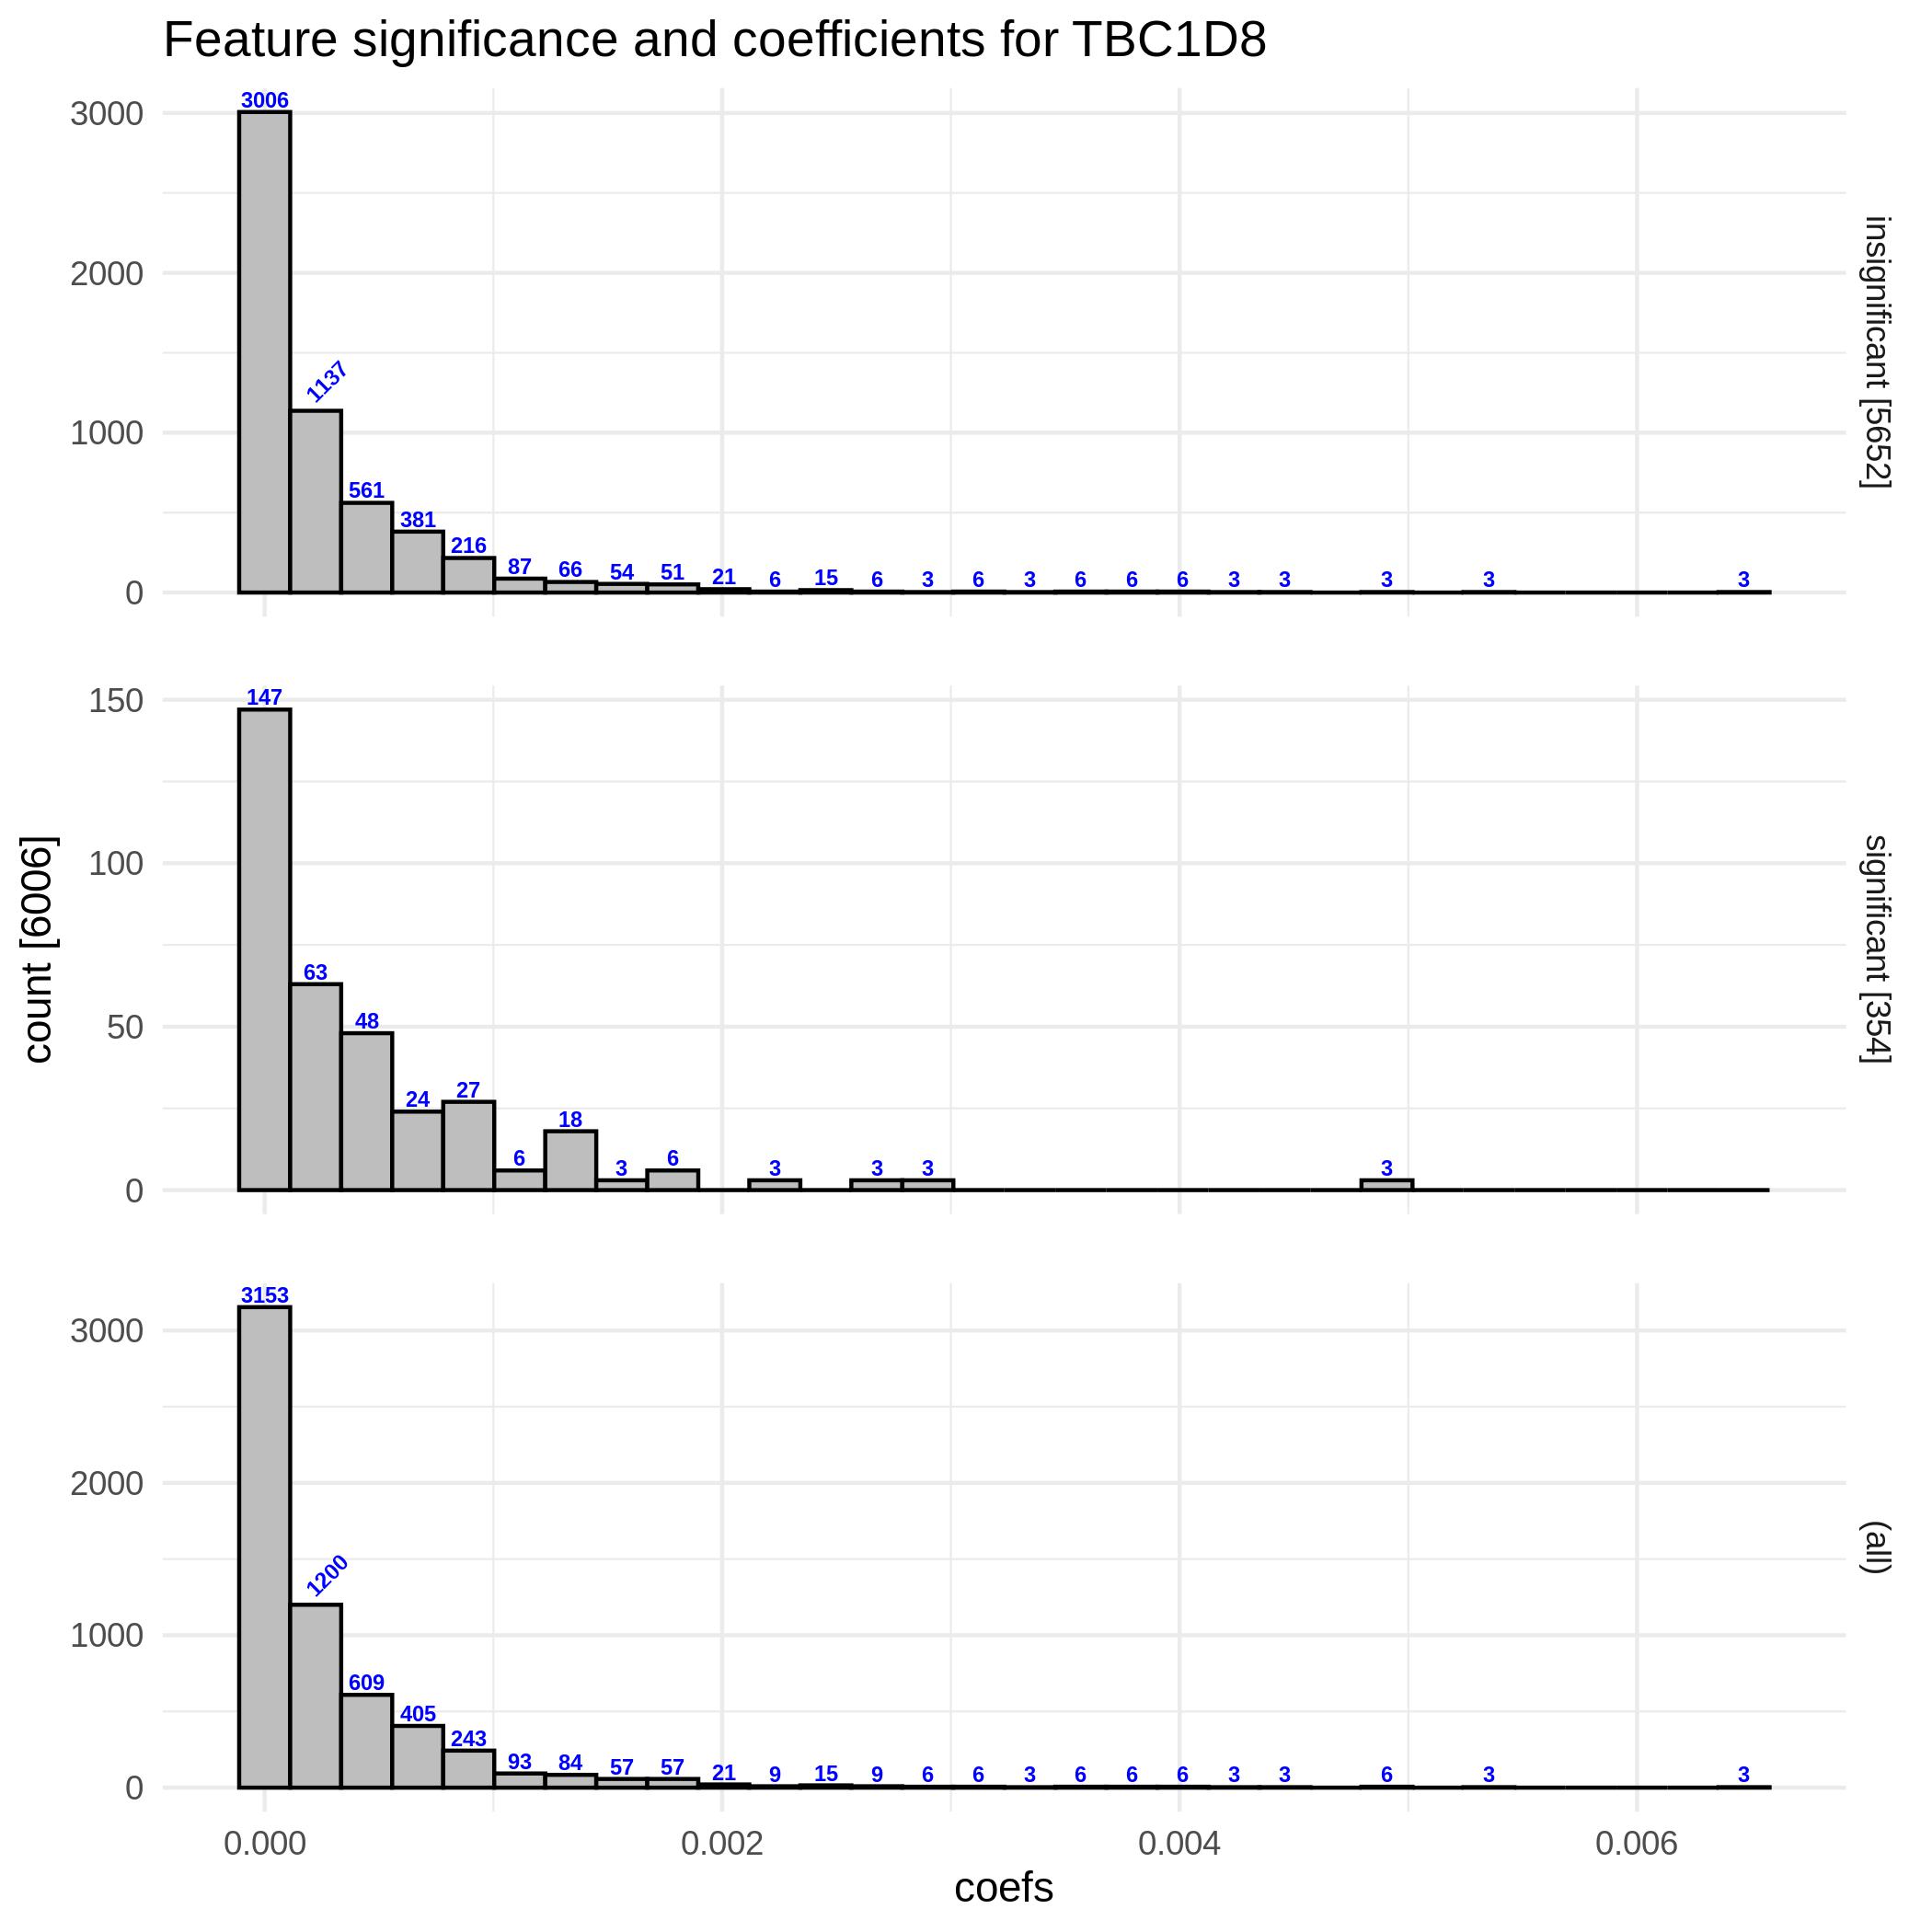 Feature significance and coefficients for TBC1D8
3006
3000
2000
1137
1000
561
381
216
87 66 54 51 21 6 15 6 3 6 3 6 6 6 3 3 3 3 3
0
insignificant [5652]
147
150
100
63
50
48
24 27
6 18 3 6 3 3 3 3
0
significant [354]
count [6006]
3153
3000
2000
1200
1000
609
405
243
93 84 57 57 21 9 15 9 6 6 3 6 6 6 3 3 6 3 3
0
(all)
0.000 0.002 0.004 0.006
coefs